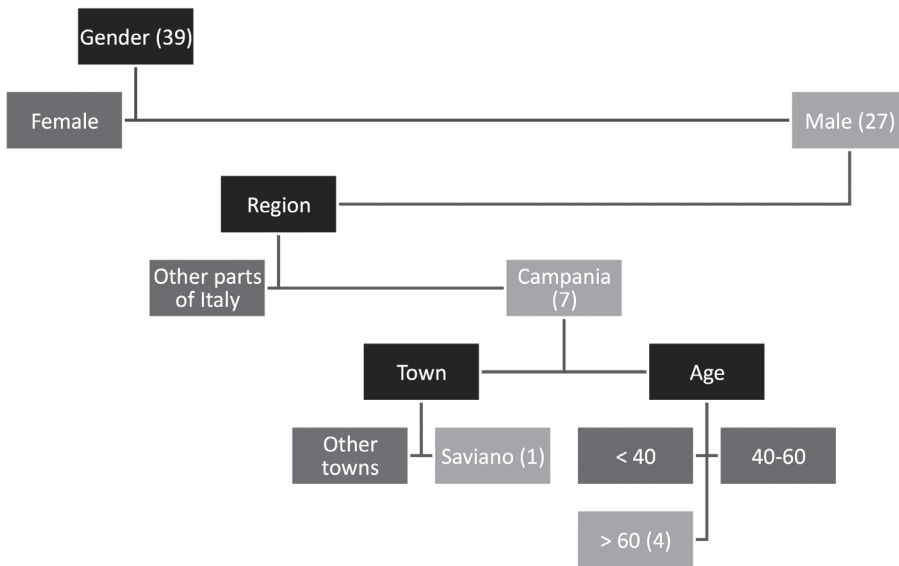 Gender (39)
Female
Male (27)
Region
Other parts
of Italy
Campania
(7)
Town
Age
Other
towns
Saviano (1)
< 40
40-60
> 60 (4)